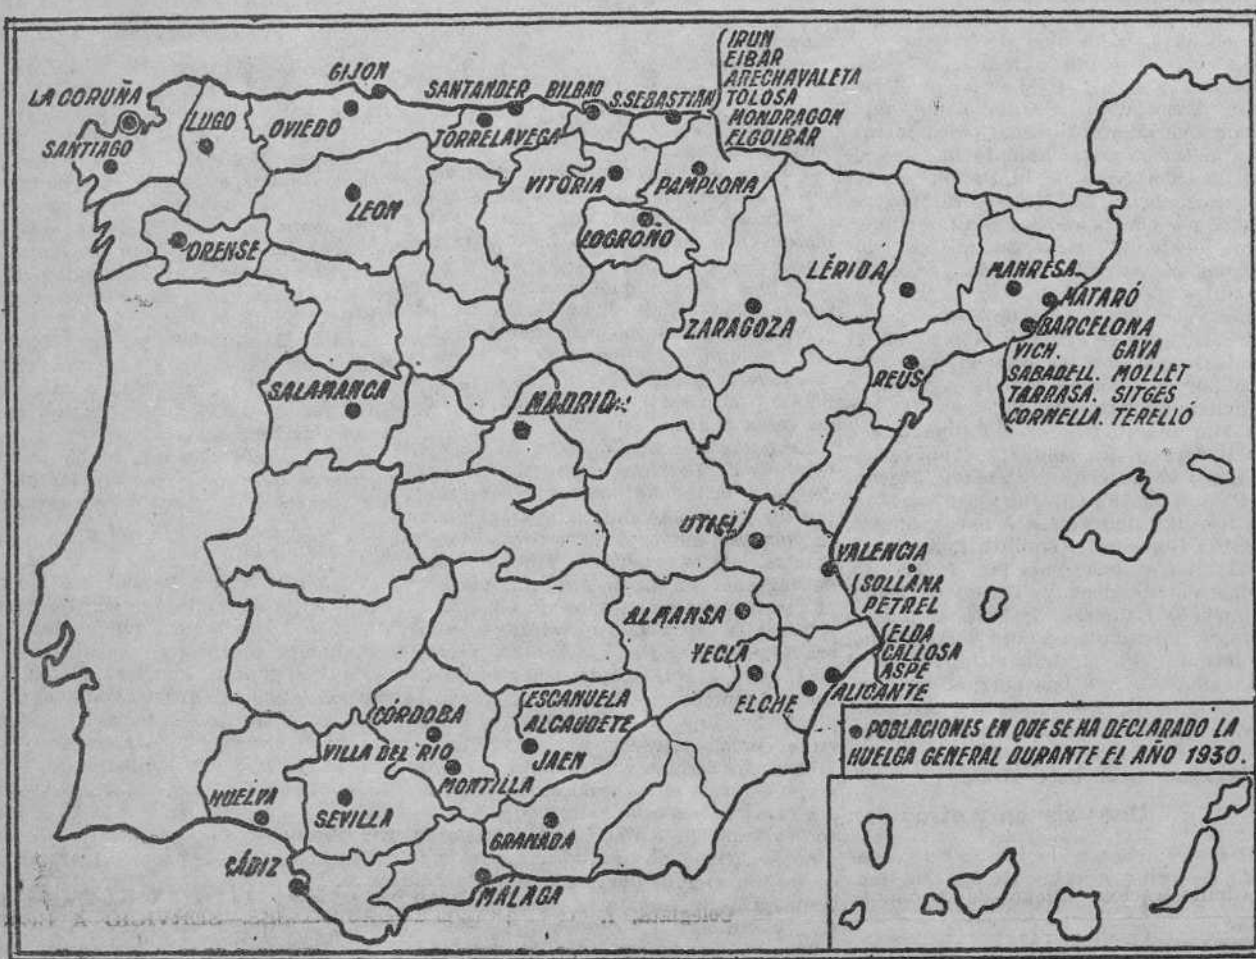 IRUN
EIBAR
ARECHAVALETA
TOLOSA
MONDRAGON
ELGOIBAR
GIJON
LA CORUÑA
LUGO
OVIEDO
SANTANDER
BILBAO
S.SEBASTIAN
SANTIAGO
TORRELAVEGA
VITORIA
PAMPLONA
LEON
ORENSE
LOGROÑO
LÉRIDA
MANRESA
MATARÓ
ZARAGOZA
BARCELONA
VICH. GAVA
SABADELL. MOLLET
TARRASA. SITGES
CORNELLA. TERELLÓ
REUS
SALAMANCA
MADRID
UTIEL
VALENCIA
SOLLANA
PETREL
ALMANSA
ELDA
CALLOSA
ASPE
YECLA
ELCHE
ALICANTE
ESCAÑUELA
ALCAUDETE
JAEN
CÓRDOBA
VILLA DEL RIO
MONTILLA
HUELVA
SEVILLA
GRANADA
CÁDIZ
MÁLAGA
POBLACIONES EN QUE SE HA DECLARADO LA
HUELGA GENERAL DURANTE EL AÑO 1930.